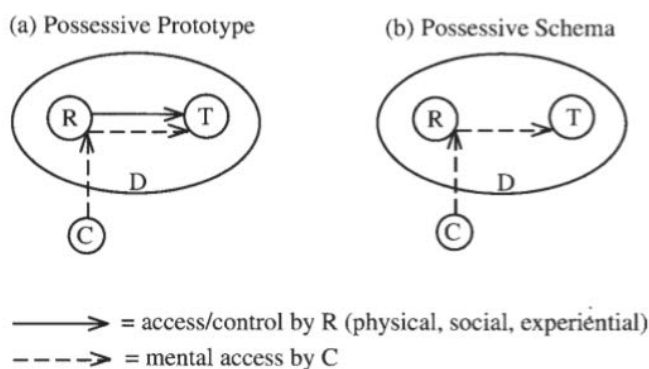 (a) Possessive Prototype
(b) Possessive Schema
R
T
D
C
R
T
D
C
= access/control by R (physical, social, experiential)
= mental access by C